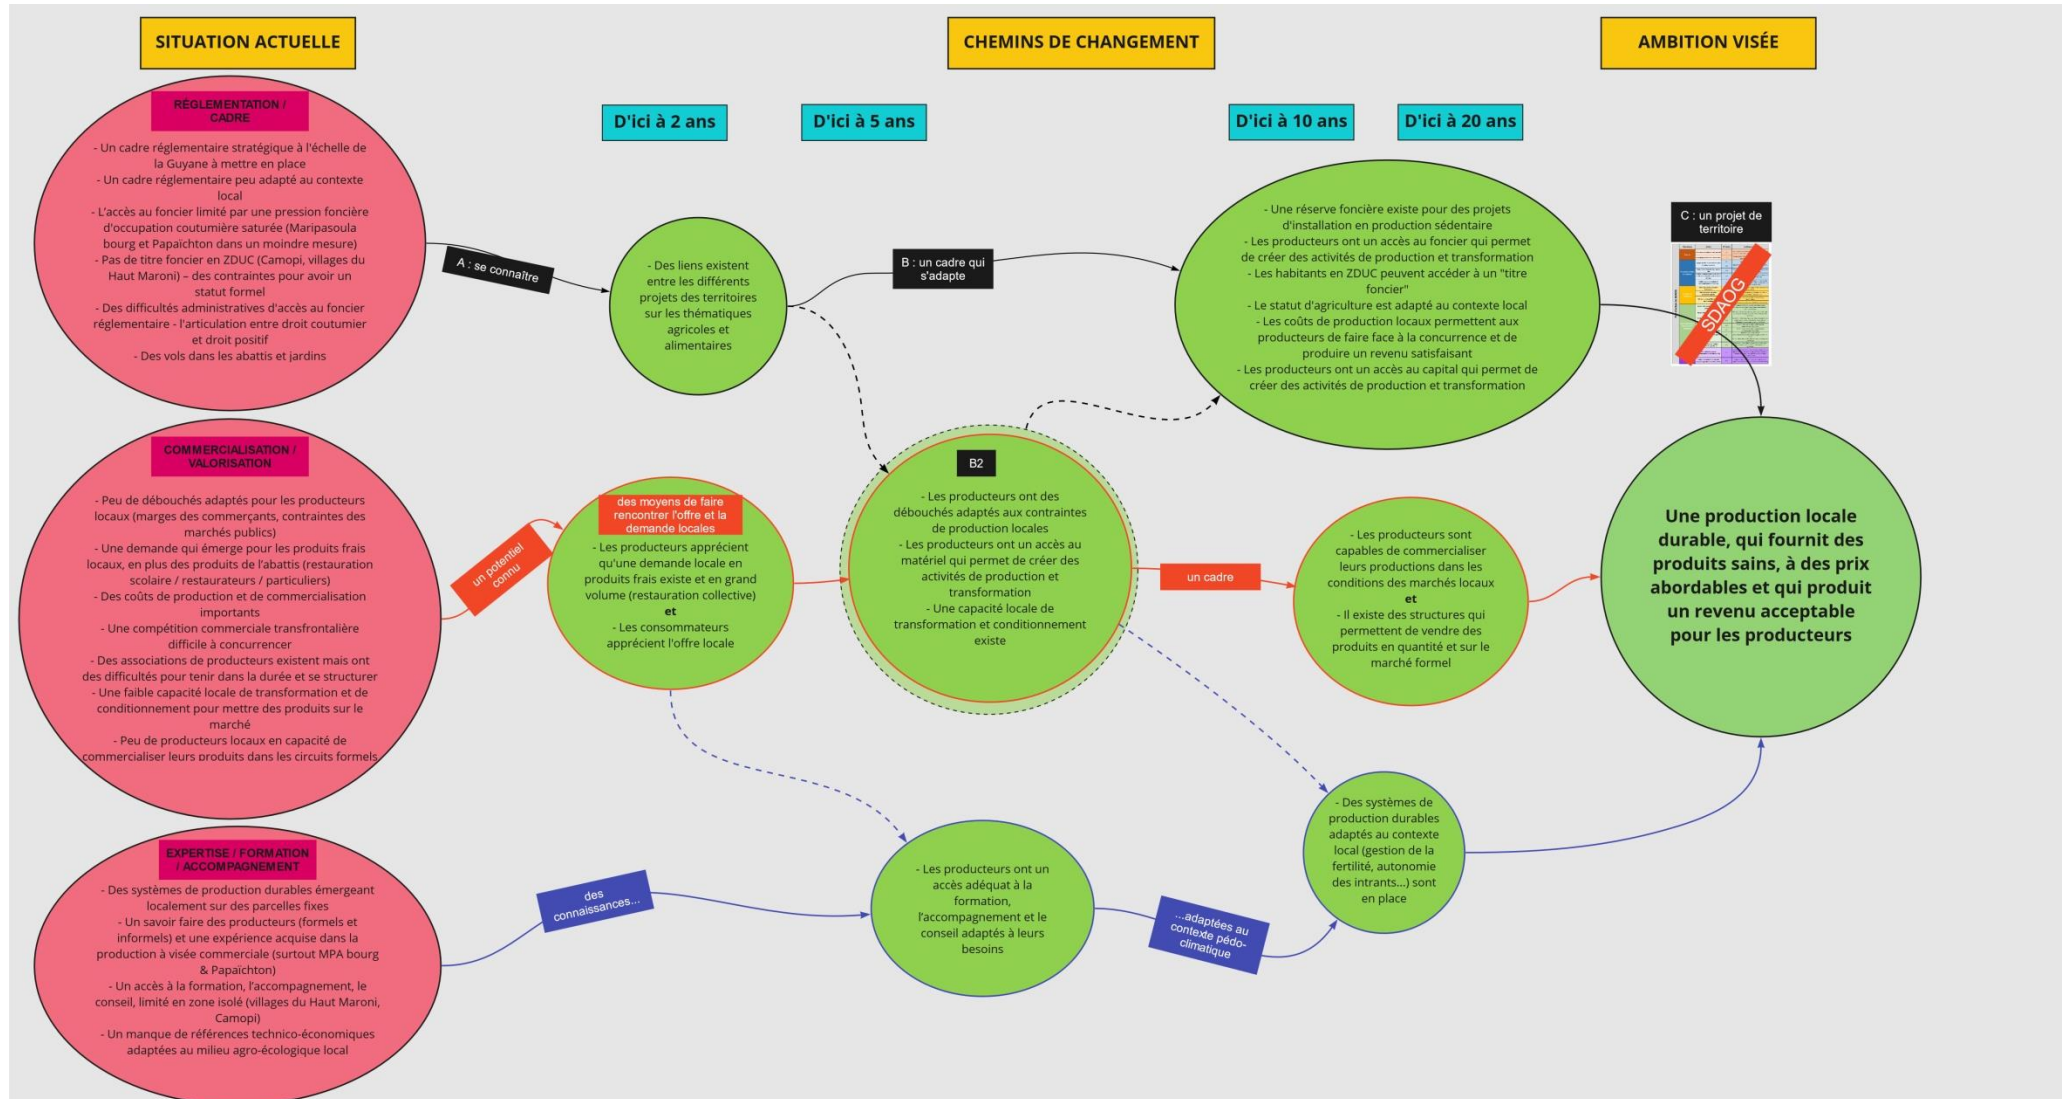 SITUATION ACTUELLE
CHEMINS DE CHANGEMENT
AMBITION VISÉE
D'ici à 2 ans
D'ici à 5 ans
D'ici à 10 ans
D'ici à 20 ans
RÉGLEMENTATION /
CADRE
- Un cadre réglementaire stratégique à l'échelle de
la Guyane à mettre en place
- Un cadre réglementaire peu adapté au contexte
local
- L'accès au foncier limité par une pression foncière
d'occupation coutumière saturée (Maripasoula
bourg et Papaïchton dans un moindre mesure)
- Pas de titre foncier en ZDUC (Camopi, villages du
Haut Maroni) – des contraintes pour avoir un
statut formel
- Des difficultés administratives d'accès au foncier
réglementaire - l'articulation entre droit coutumier
et droit positif
- Des vols dans les abattis et jardins
A : se connaître
- Des liens existent
entre les différents
projets des territoires
sur les thématiques
agricoles et
alimentaires
B : un cadre qui
s'adapte
- Une réserve foncière existe pour des projets
d'installation en production sédentaire
- Les producteurs ont un accès au foncier qui permet
de créer des activités de production et transformation
- Les habitants en ZDUC peuvent accéder à un "titre
foncier"
- Le statut d'agriculture est adapté au contexte local
- Les coûts de production locaux permettent aux
producteurs de faire face à la concurrence et de
produire un revenu satisfaisant
- Les producteurs ont un accès au capital qui permet de
créer des activités de production et transformation
C : un projet de
territoire
SDAOG
COMMERCIALISATION /
VALORISATION
- Peu de débouchés adaptés pour les producteurs
locaux (marges des commerçants, contraintes des
marchés publics)
- Une demande qui émerge pour les produits frais
locaux, en plus des produits de l'abattis (restauration
scolaire / restaurateurs / particuliers)
- Des coûts de production et de commercialisation
importants
- Une compétition commerciale transfrontalière
difficile à concurrencer
- Des associations de producteurs existent mais ont
des difficultés pour tenir dans la durée et se structurer
- Une faible capacité locale de transformation et de
conditionnement pour mettre des produits sur le
marché
- Peu de producteurs locaux en capacité de
commercialiser leurs produits dans les circuits formels
un potentiel
connu
des moyens de faire
rencontrer l'offre et la
demande locales
- Les producteurs apprécient
qu'une demande locale en
produits frais existe et en grand
volume (restauration collective)
et
- Les consommateurs
apprécient l'offre locale
B2
- Les producteurs ont des
débouchés adaptés aux contraintes
de production locales
- Les producteurs ont un accès au
matériel qui permet de créer des
activités de production et
transformation
- Une capacité locale de
transformation et conditionnement
existe
un cadre
- Les producteurs sont
capables de commercialiser
leurs productions dans les
conditions des marchés locaux
et
- Il existe des structures qui
permettent de vendre des
produits en quantité et sur le
marché formel
Une production locale
durable, qui fournit des
produits sains, à des prix
abordables et qui produit
un revenu acceptable
pour les producteurs
EXPERTISE / FORMATION
/ ACCOMPAGNEMENT
- Des systèmes de production durables émergeant
localement sur des parcelles fixes
- Un savoir faire des producteurs (formels et
informels) et une expérience acquise dans la
production à visée commerciale (surtout MPA bourg
& Papaïchton)
- Un accès à la formation, l'accompagnement, le
conseil, limité en zone isolé (villages du Haut Maroni,
Camopi)
- Un manque de références technico-économiques
adaptées au milieu agro-écologique local
des
connaissances...
- Les producteurs ont un
accès adéquat à la
formation,
l'accompagnement et le
conseil adaptés à leurs
besoins
...adaptées au
contexte pédo-
climatique
- Des systèmes de
production durables
adaptés au contexte
local (gestion de la
fertilité, autonomie
des intrants...) sont
en place